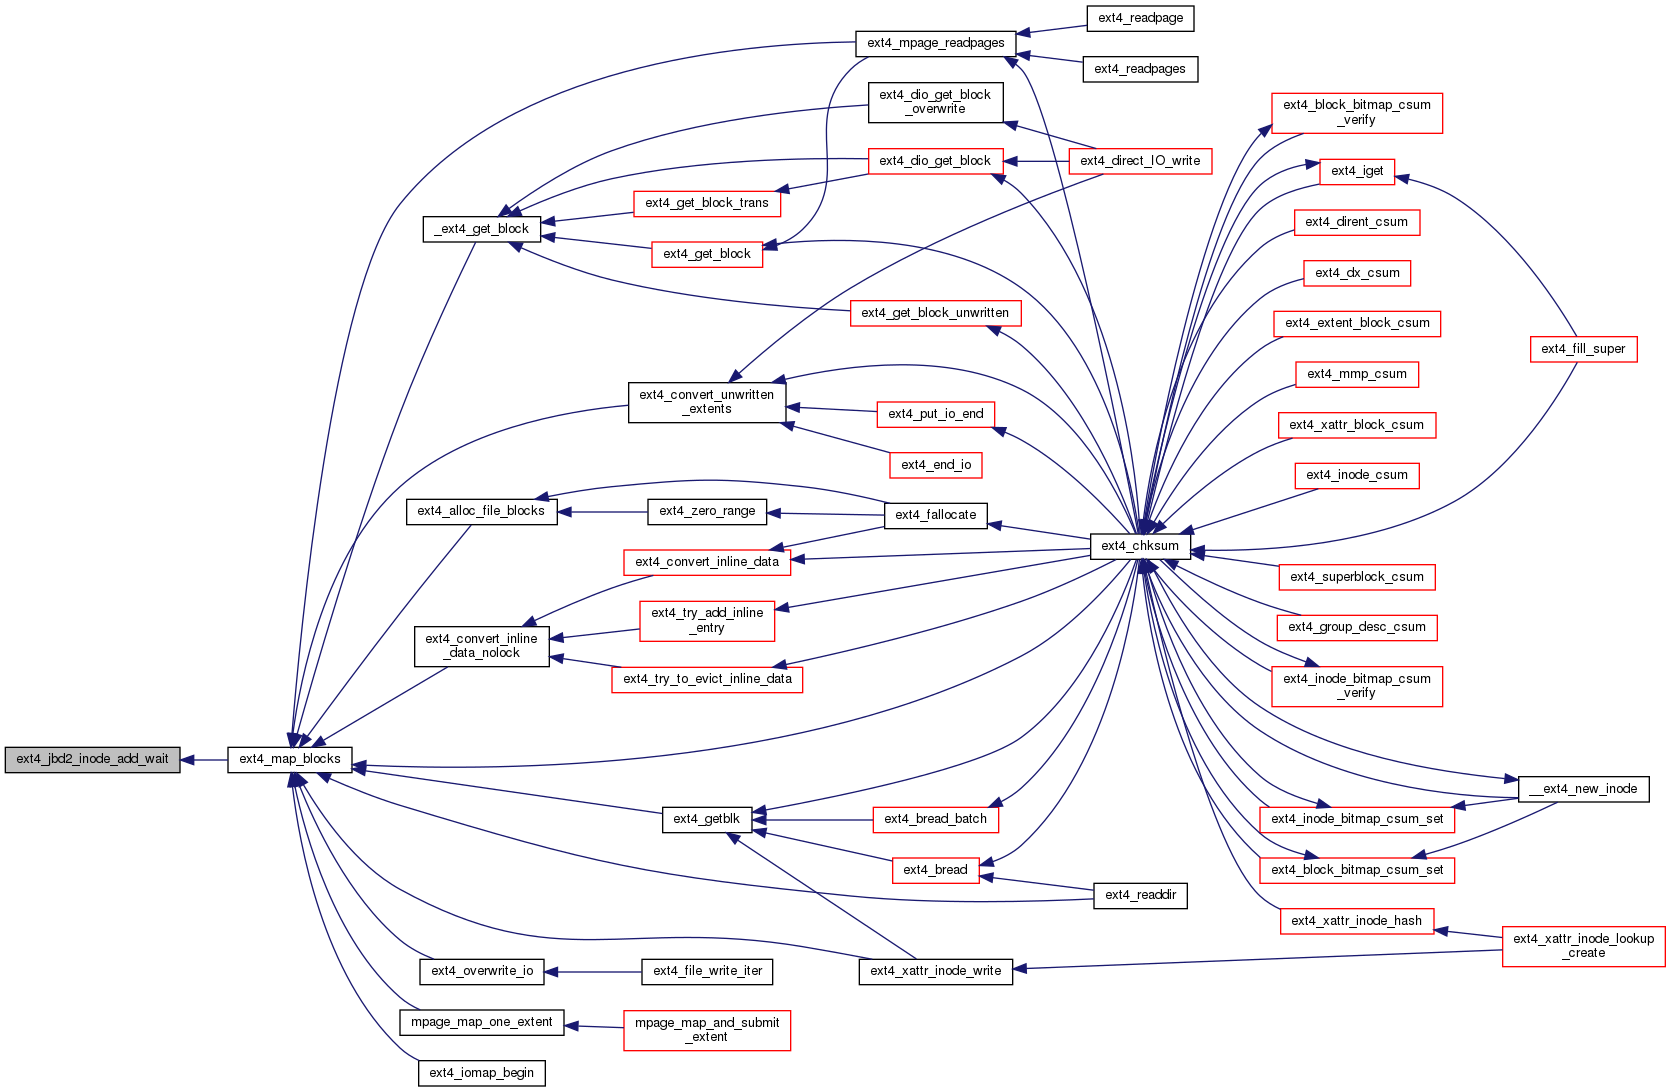 ext4_readpage
ext4_mpage_readpages
ext4_readpages
ext4_dio_get_block
_overwrite
ext4_block_bitmap_csum
_verify
ext4_dio_get_block
ext4_direct_IO_write
ext4_iget
ext4_get_block_trans
_ext4_get_block
ext4_dirent_csum
ext4_get_block
ext4_dx_csum
ext4_get_block_unwritten
ext4_extent_block_csum
ext4_fill_super
ext4_mmp_csum
ext4_convert_unwritten
_extents
ext4_put_io_end
ext4_xattr_block_csum
ext4_end_io
ext4_inode_csum
ext4_alloc_file_blocks
ext4_zero_range
ext4_fallocate
ext4_chksum
ext4_convert_inline_data
ext4_superblock_csum
ext4_try_add_inline
_entry
ext4_group_desc_csum
ext4_convert_inline
_data_nolock
ext4_try_to_evict_inline_data
ext4_inode_bitmap_csum
_verify
ext4_jbd2_inode_add_wait
ext4_map_blocks
__ext4_new_inode
ext4_getblk
ext4_bread_batch
ext4_inode_bitmap_csum_set
ext4_bread
ext4_block_bitmap_csum_set
ext4_readdir
ext4_xattr_inode_hash
ext4_xattr_inode_lookup
_create
ext4_overwrite_io
ext4_file_write_iter
ext4_xattr_inode_write
mpage_map_one_extent
mpage_map_and_submit
_extent
ext4_iomap_begin